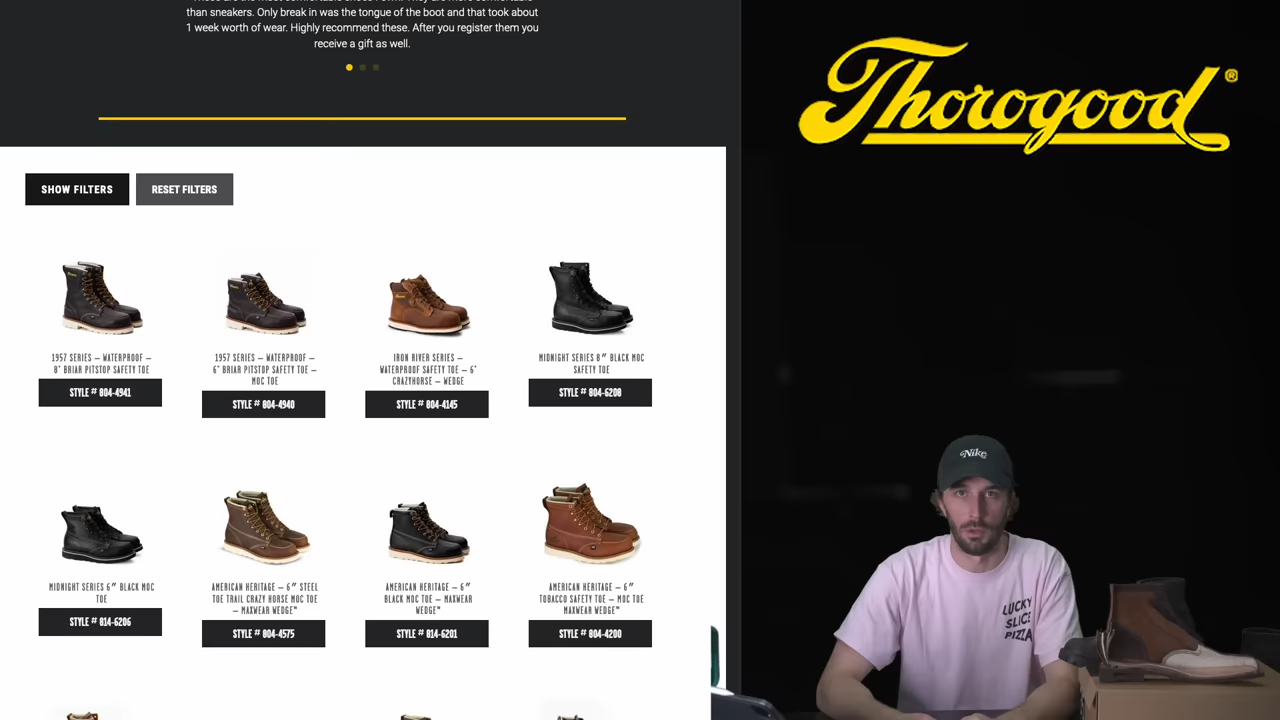 than sneakers. Only break in was the tongue of the boot and that took about
1 week worth of wear. Highly recommend these. After you register them you
receive a gift as well.
Thorogood®
SHOW FILTERS
RESET FILTERS
1957 SERIES – WATERPROOF –
8" BRIAR PITSTOP SAFETY TOE
STYLE # 804-4941
1957 SERIES – WATERPROOF –
6" BRIAR PITSTOP SAFETY TOE –
MOC TOE
STYLE # 804-4940
IRON RIVER SERIES –
WATERPROOF SAFETY TOE – 6"
CRAZYHORSE – WEDGE
STYLE # 804-4145
MIDNIGHT SERIES 8" BLACK MOC
SAFETY TOE
STYLE # 804-6208
MIDNIGHT SERIES 6" BLACK MOC
TOE
STYLE # 814-6206
AMERICAN HERITAGE – 6" STEEL
TOE TRAIL CRAZY HORSE MOC TOE
– MAXWEAR WEDGE™
STYLE # 804-4575
AMERICAN HERITAGE – 6"
BLACK MOC TOE – MAXWEAR
WEDGE™
STYLE # 814-6201
AMERICAN HERITAGE – 6"
TOBACCO SAFETY TOE – MOC TOE
MAXWEAR WEDGE™
STYLE # 804-4200
Nike
LUCKY
SLICE
PIZZA